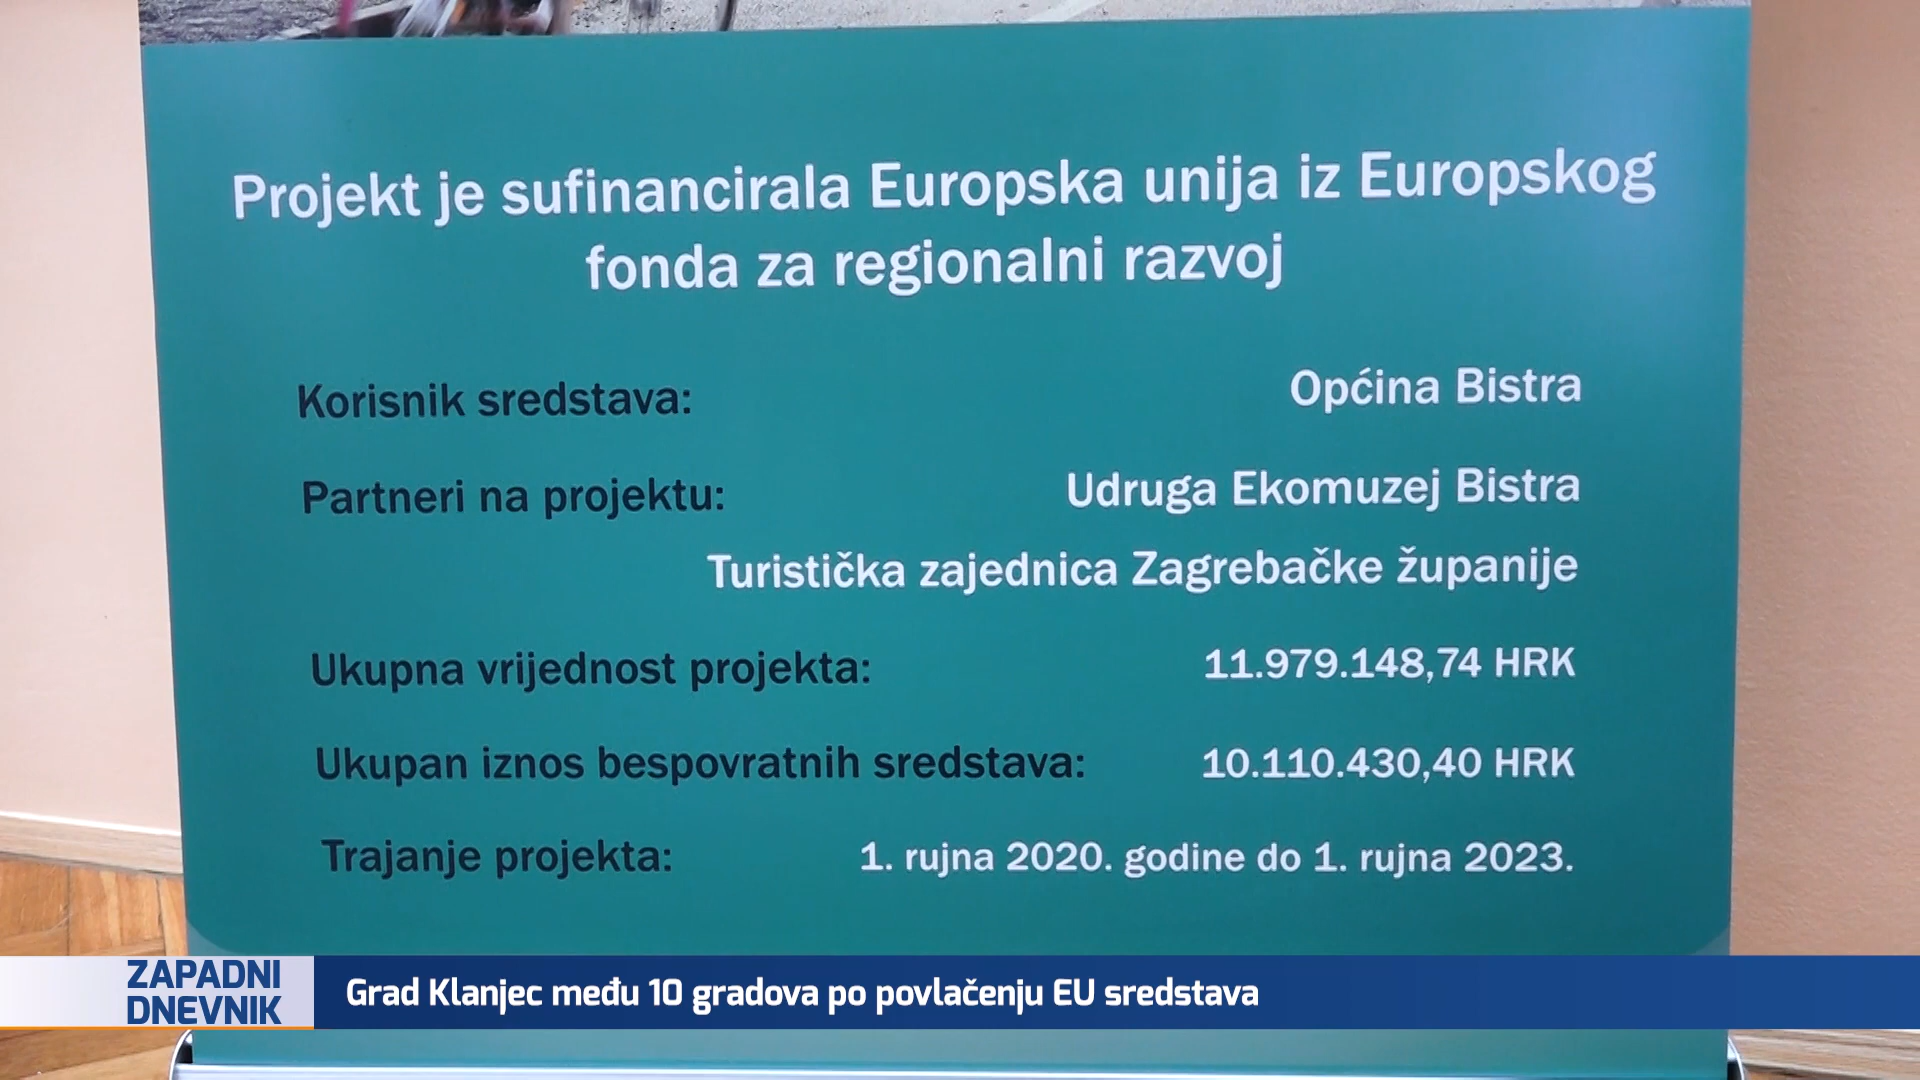 Projekt je sufinancirala Europska unija iz Europskog
fonda za regionalni razvoj
Korisnik sredstava: Općina Bistra
Partneri na projektu: Udruga Ekomuzej Bistra
Turistička zajednica Zagrebačke županije
Ukupna vrijednost projekta: 11.979.148,74 HRK
Ukupan iznos bespovratnih sredstava: 10.110.430,40 HRK
Trajanje projekta: 1. rujna 2020. godine do 1. rujna 2023.
ZAPADNI
DNEVNIK
Grad Klanjec među 10 gradova po povlačenju EU sredstava